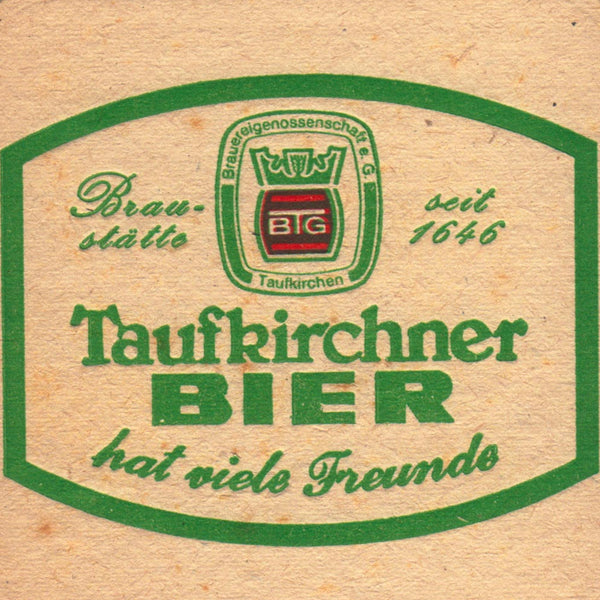 Brauereigenossenschaft e. G
BTG
Taufkirchen
Brau-
stätte
seit
1646
Taufkirchner
BIER
hat viele Freunde